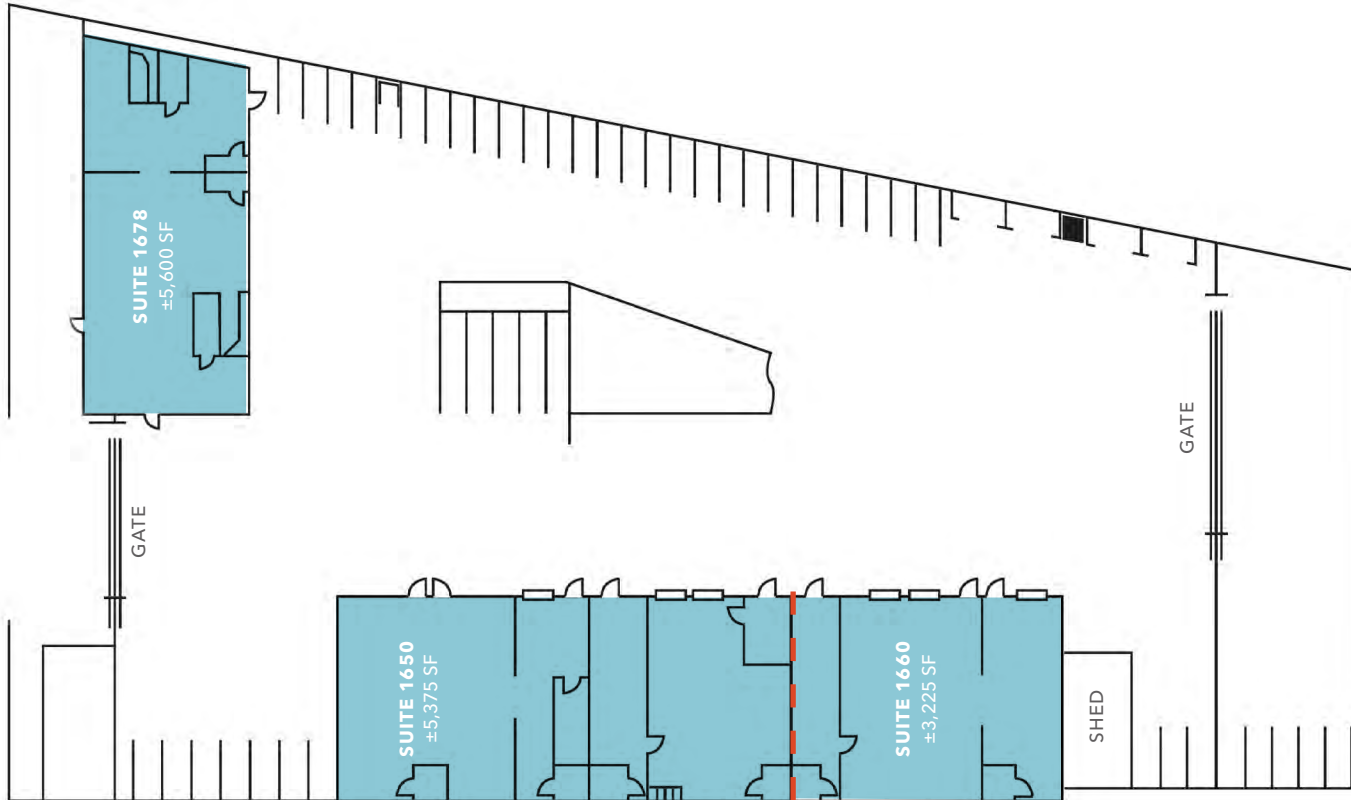 SUITE 1678
±5,600 SF
GATE
GATE
SUITE 1650
±5,375 SF
SUITE 1660
±3,225 SF
SHED